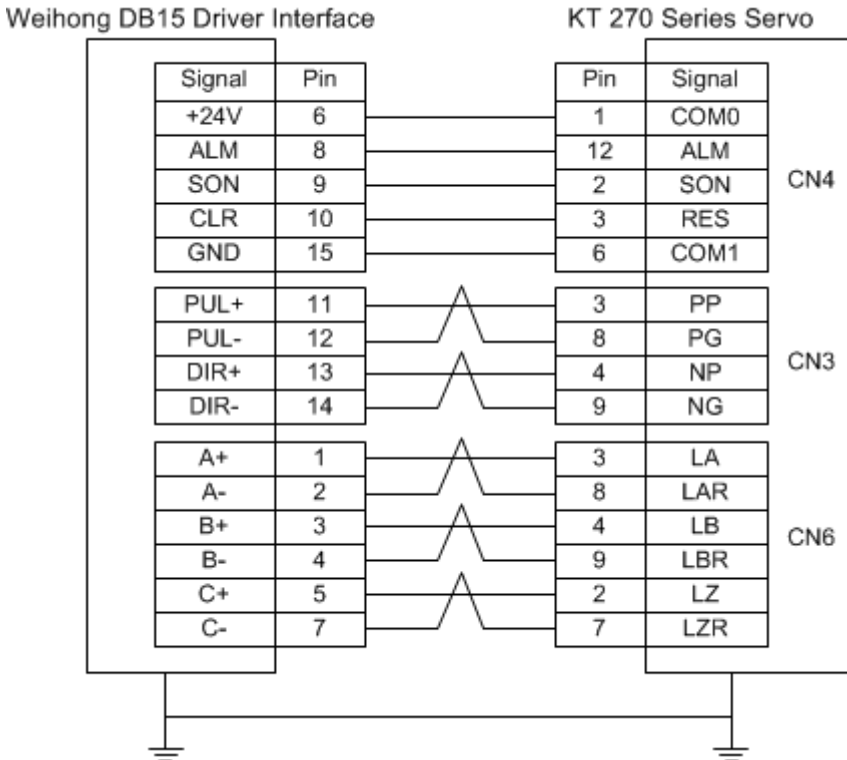 Weihong DB15 Driver Interface KT 270 Series Servo
Signal Pin Pin Signal
+24V 6 1 COM0
ALM 8 12 ALM
SON 9 2 SON CN4
CLR 10 3 RES
GND 15 6 COM1
PUL+ 11 3 PP
PUL- 12 8 PG
DIR+ 13 4 NP CN3
DIR- 14 9 NG
A+ 1 3 LA
A- 2 8 LAR
B+ 3 4 LB CN6
B- 4 9 LBR
C+ 5 2 LZ
C- 7 7 LZR